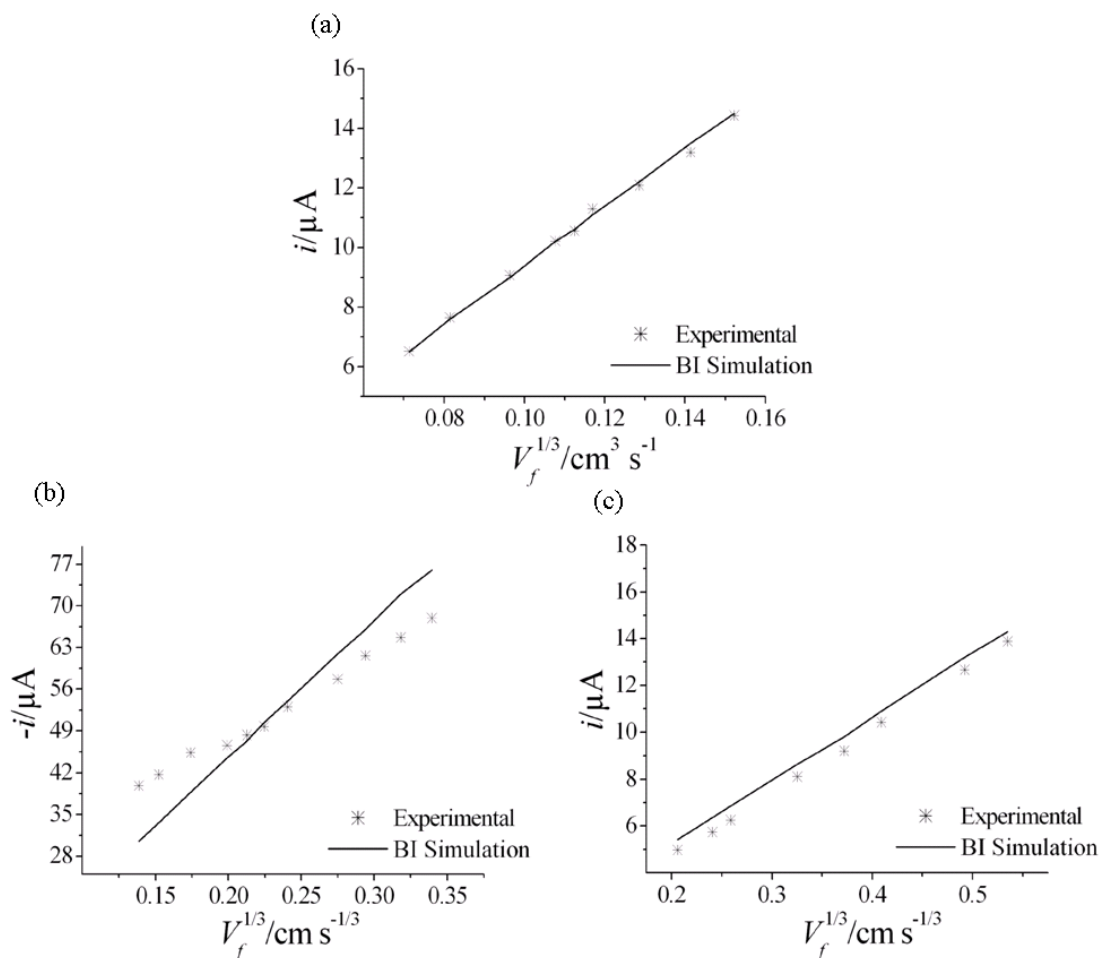 (a)
16
14
12
10
8
6
i/μA
Experimental
BI Simulation
0.08 0.10 0.12 0.14 0.16
V_f^{1/3}/cm^3 s^{-1}
(b)
77
70
63
56
49
42
35
28
-i/μA
Experimental
BI Simulation
0.15 0.20 0.25 0.30 0.35
V_f^{1/3}/cm s^{-1/3}
(c)
18
16
14
12
10
8
6
i/μA
Experimental
BI Simulation
0.2 0.3 0.4 0.5
V_f^{1/3}/cm s^{-1/3}